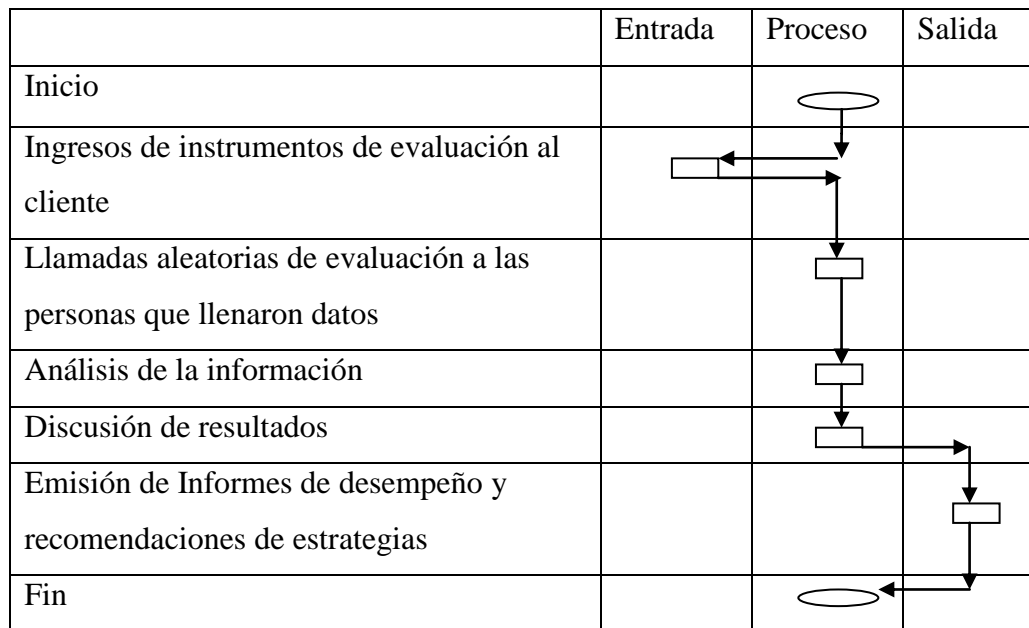 Entrada Proceso Salida
Inicio
Ingresos de instrumentos de evaluación al
cliente
Llamadas aleatorias de evaluación a las
personas que llenaron datos
Análisis de la información
Discusión de resultados
Emisión de Informes de desempeño y
recomendaciones de estrategias
Fin